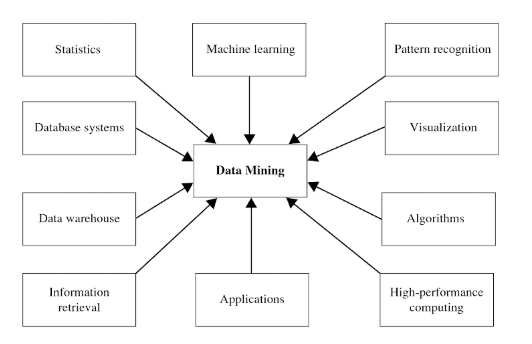 Statistics
Machine learning
Pattern recognition
Database systems
Visualization
Data Mining
Data warehouse
Algorithms
Information
retrieval
Applications
High-performance
computing